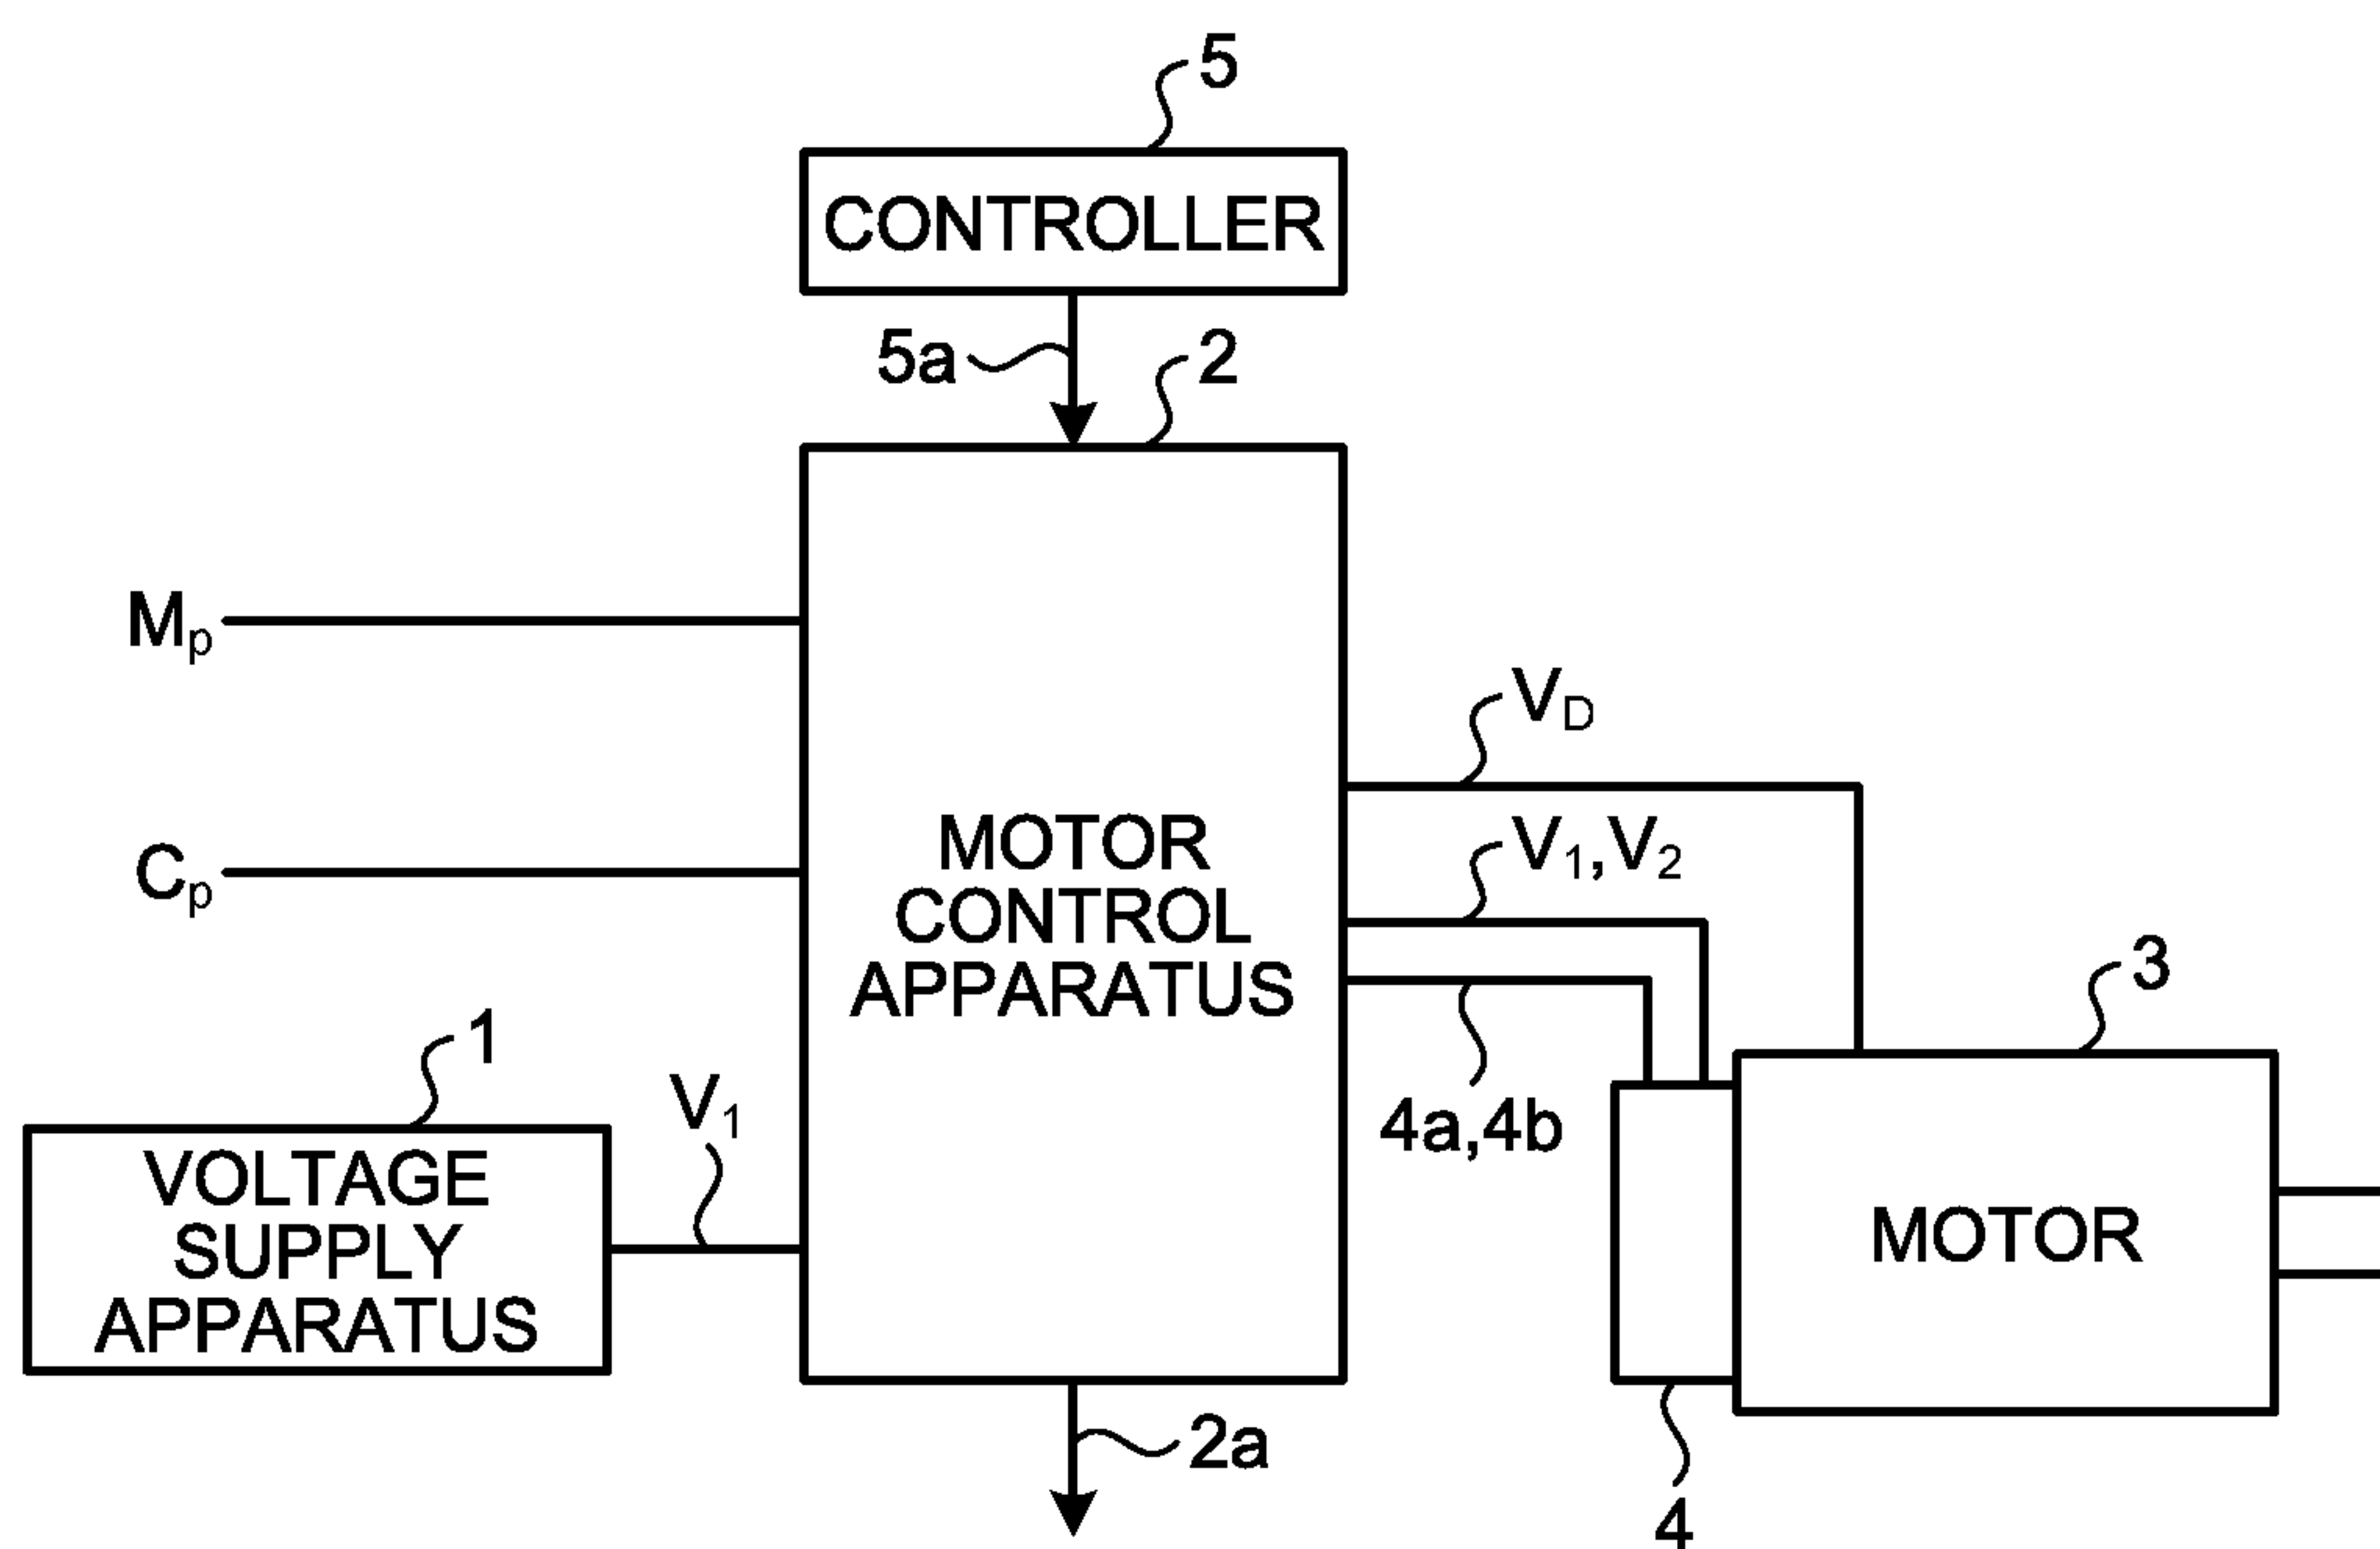 5
CONTROLLER
5a
2
Mp
VD
Cp
V1,V2
MOTOR
CONTROL
APPARATUS
3
1
V1
4a,4b
VOLTAGE
SUPPLY
APPARATUS
MOTOR
2a
4